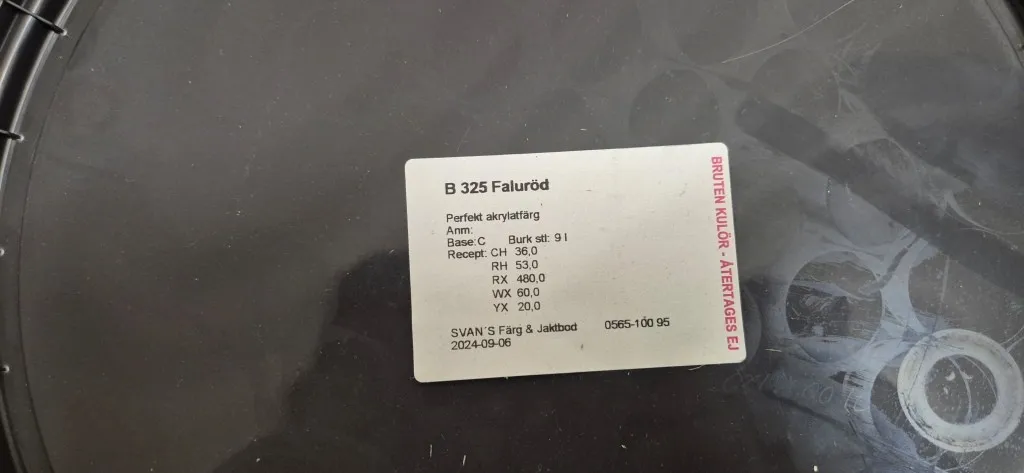 B 325 Faluröd
Perfekt akrylatfärg
Anm:
Base: C Burk stl: 9 l
Recept: CH 36,0
RH 53,0
RX 480,0
WX 60,0
YX 20,0
SVAN´S Färg & Jaktbod 0565-100 95
2024-09-06
BRUTEN KULÖR - ÅTERTAGES EJ